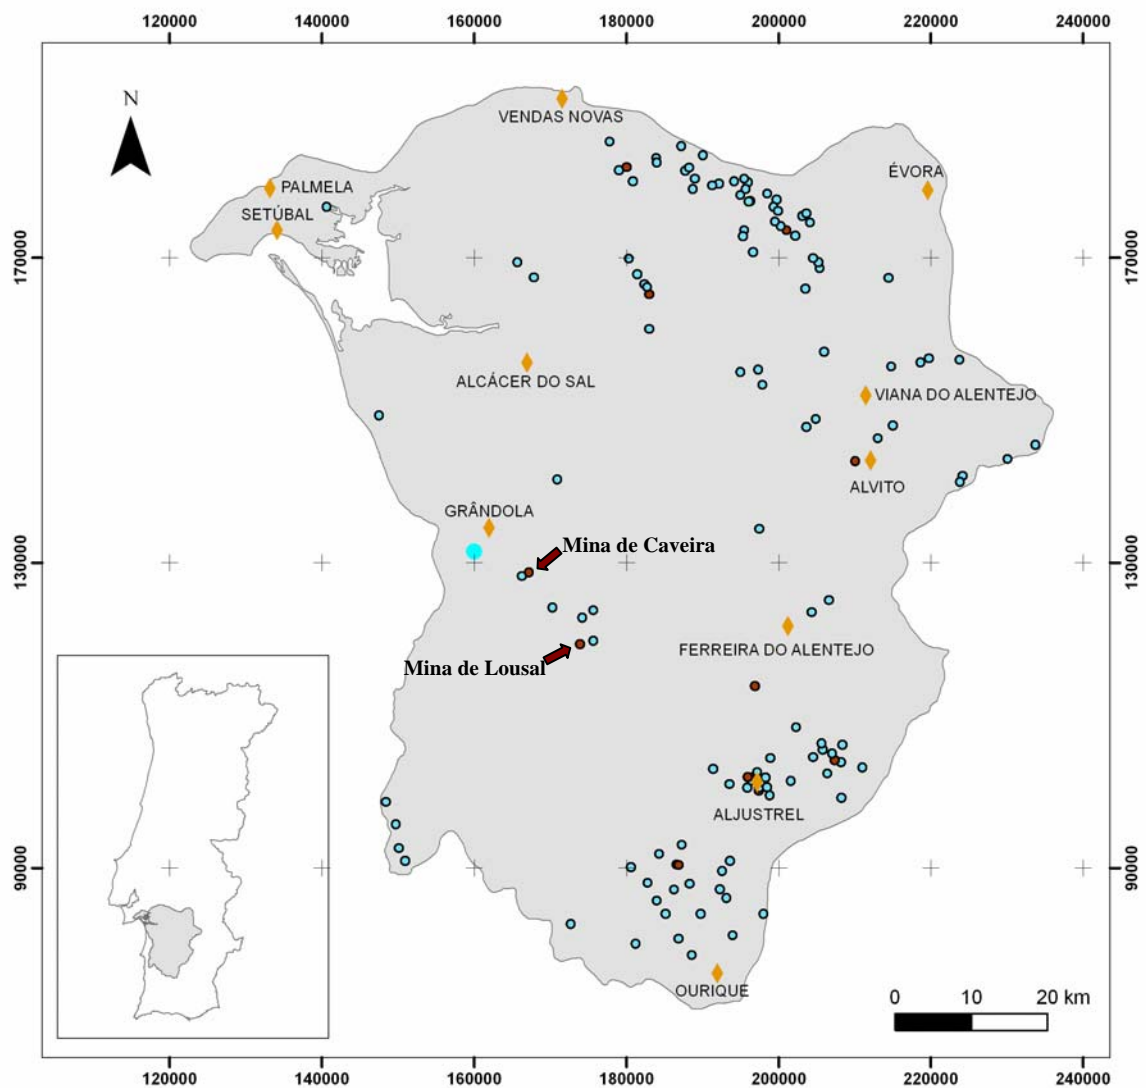 120000 140000 160000 180000 200000 220000 240000
N
VENDAS NOVAS
ÉVORA
PALMELA
SETÚBAL
170000 170000
ALCÁCER DO SAL
VIANA DO ALENTEJO
ALVITO
GRÂNDOLA
Mina de Caveira
130000 130000
FERREIRA DO ALENTEJO
Mina de Lousal
ALJUSTREL
90000 90000
OURIQUE
0 10 20 km
120000 140000 160000 180000 200000 220000 240000